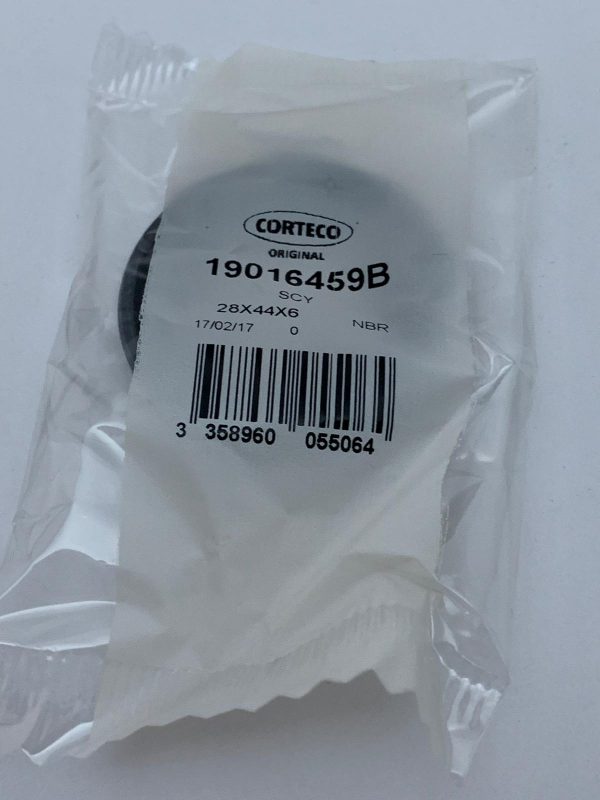 CORTECO
ORIGINAL
19016459B
SCY
28X44X6
17/02/17 0 NBR
3 358960 055064